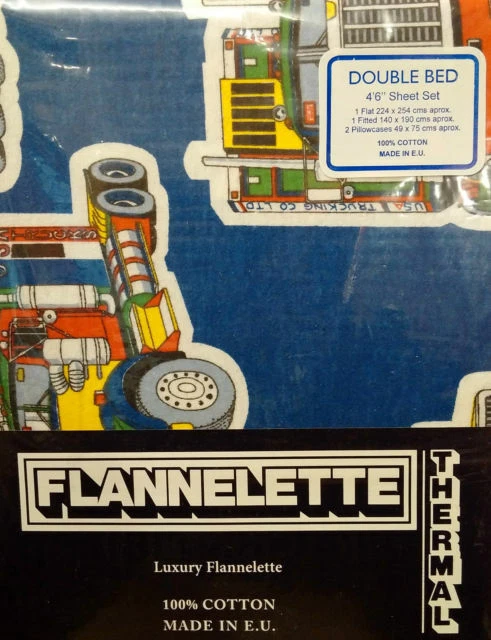 DOUBLE BED
4'6" Sheet Set
1 Flat 224 x 254 cms aprox.
1 Fitted 140 x 190 cms aprox.
2 Pillowcases 49 x 75 cms aprox.
100% COTTON
MADE IN E.U.
USA TRUCKING CO LTD
FLANNELETTE
THERMAL
Luxury Flannelette
100% COTTON
MADE IN E.U.